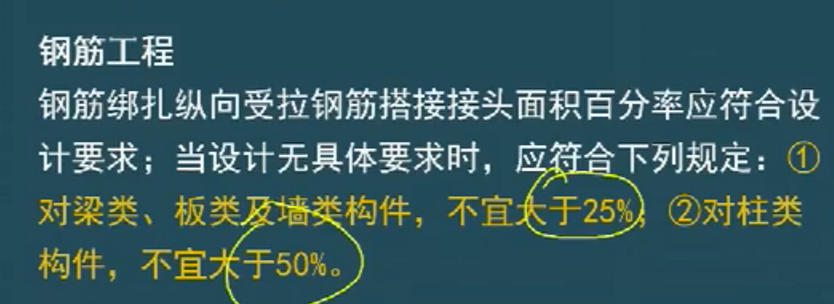 钢筋工程
钢筋绑扎纵向受拉钢筋搭接接头面积百分率应符合设
计要求；当设计无具体要求时，应符合下列规定：①
对梁类、板类及墙类构件，不宜大于25%；②对柱类
构件，不宜大于50%。